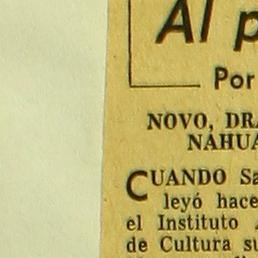 Al p
Por
NOVO, DRA
NAHUA
CUANDO Sa
leyó hace
el Instituto
de Cultura su